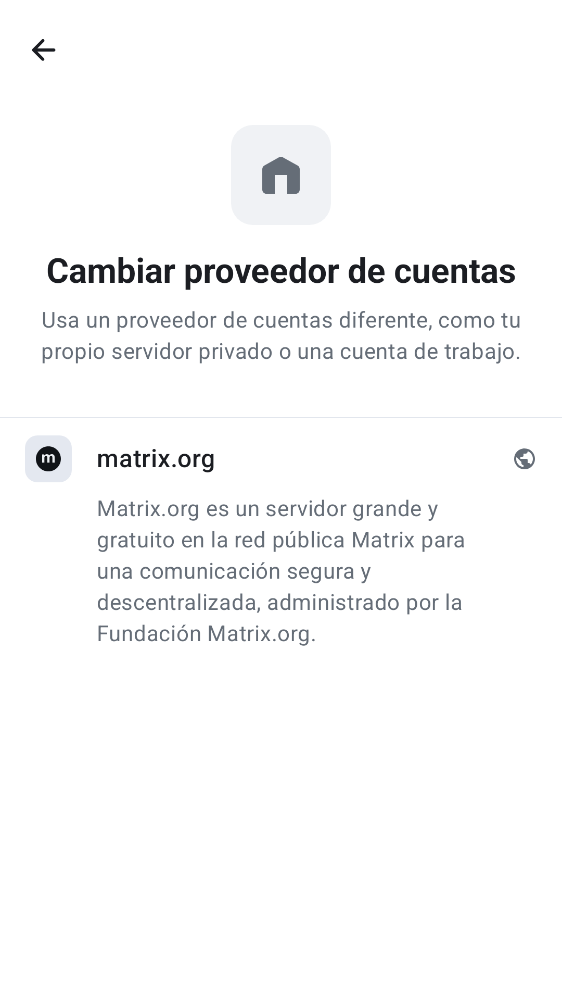 Cambiar proveedor de cuentas
Usa un proveedor de cuentas diferente, como tu
propio servidor privado o una cuenta de trabajo.
m
matrix.org
Matrix.org es un servidor grande y
gratuito en la red pública Matrix para
una comunicación segura y
descentralizada, administrado por la
Fundación Matrix.org.